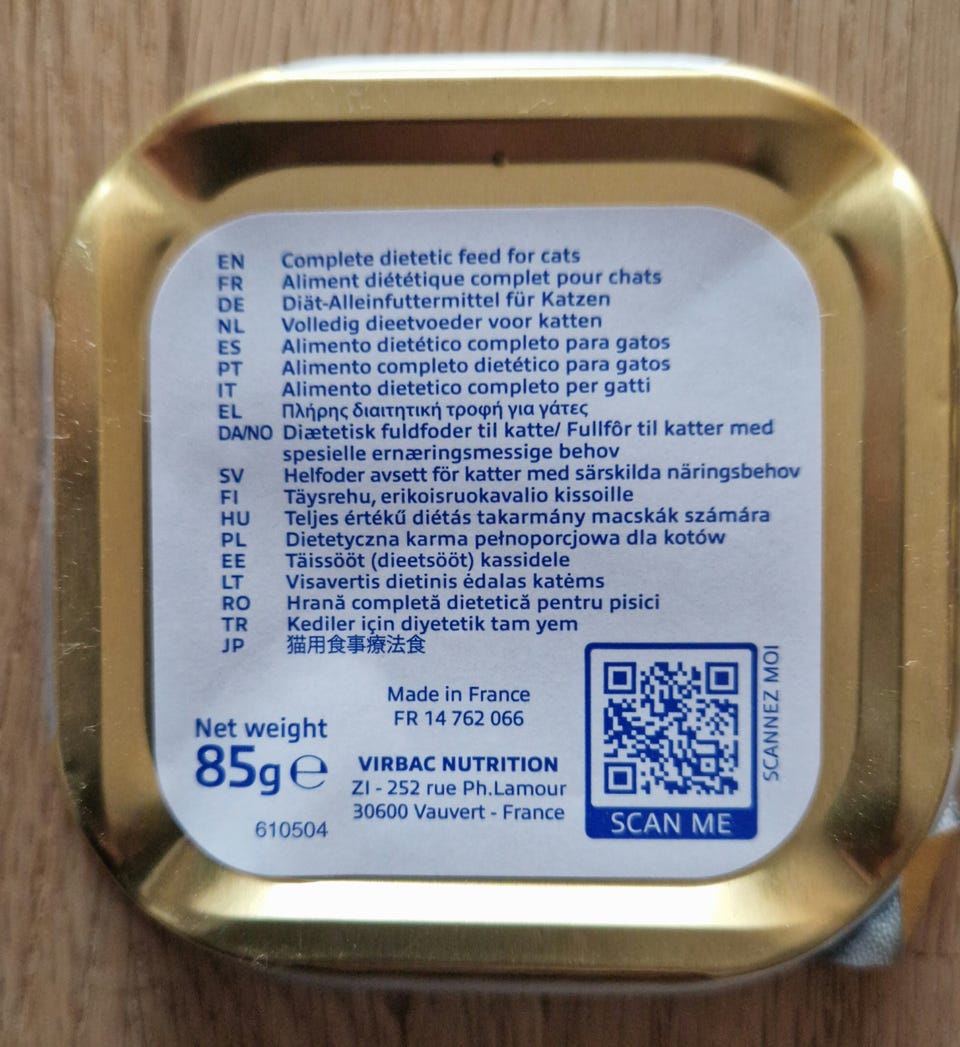 EN Complete dietetic feed for cats
FR Aliment diététique complet pour chats
DE Diät-Alleinfuttermittel für Katzen
NL Volledig dieetvoeder voor katten
ES Alimento dietético completo para gatos
PT Alimento completo dietético para gatos
IT Alimento dietetico completo per gatti
EL Πλήρης διαιτητική τροφή για γάτες
DA/NO Diætetisk fuldfoder til katte/ Fullfôr til katter med
spesielle ernæringsmessige behov
SV Helfoder avsett för katter med särskilda näringsbehov
FI Täysrehu, erikoisruokavalio kissoille
HU Teljes értékű diétás takarmány macskák számára
PL Dietetyczna karma pełnoporcjowa dla kotów
EE Täissööt (dieetsööt) kassidele
LT Visavertis dietinis ėdalas katėms
RO Hrană completă dietetică pentru pisici
TR Kediler için diyetetik tam yem
JP 猫用食事療法食
Made in France
FR 14 762 066
Net weight
85g ℮
610504
VIRBAC NUTRITION
ZI - 252 rue Ph.Lamour
30600 Vauvert - France
SCANNEZ MOI
SCAN ME